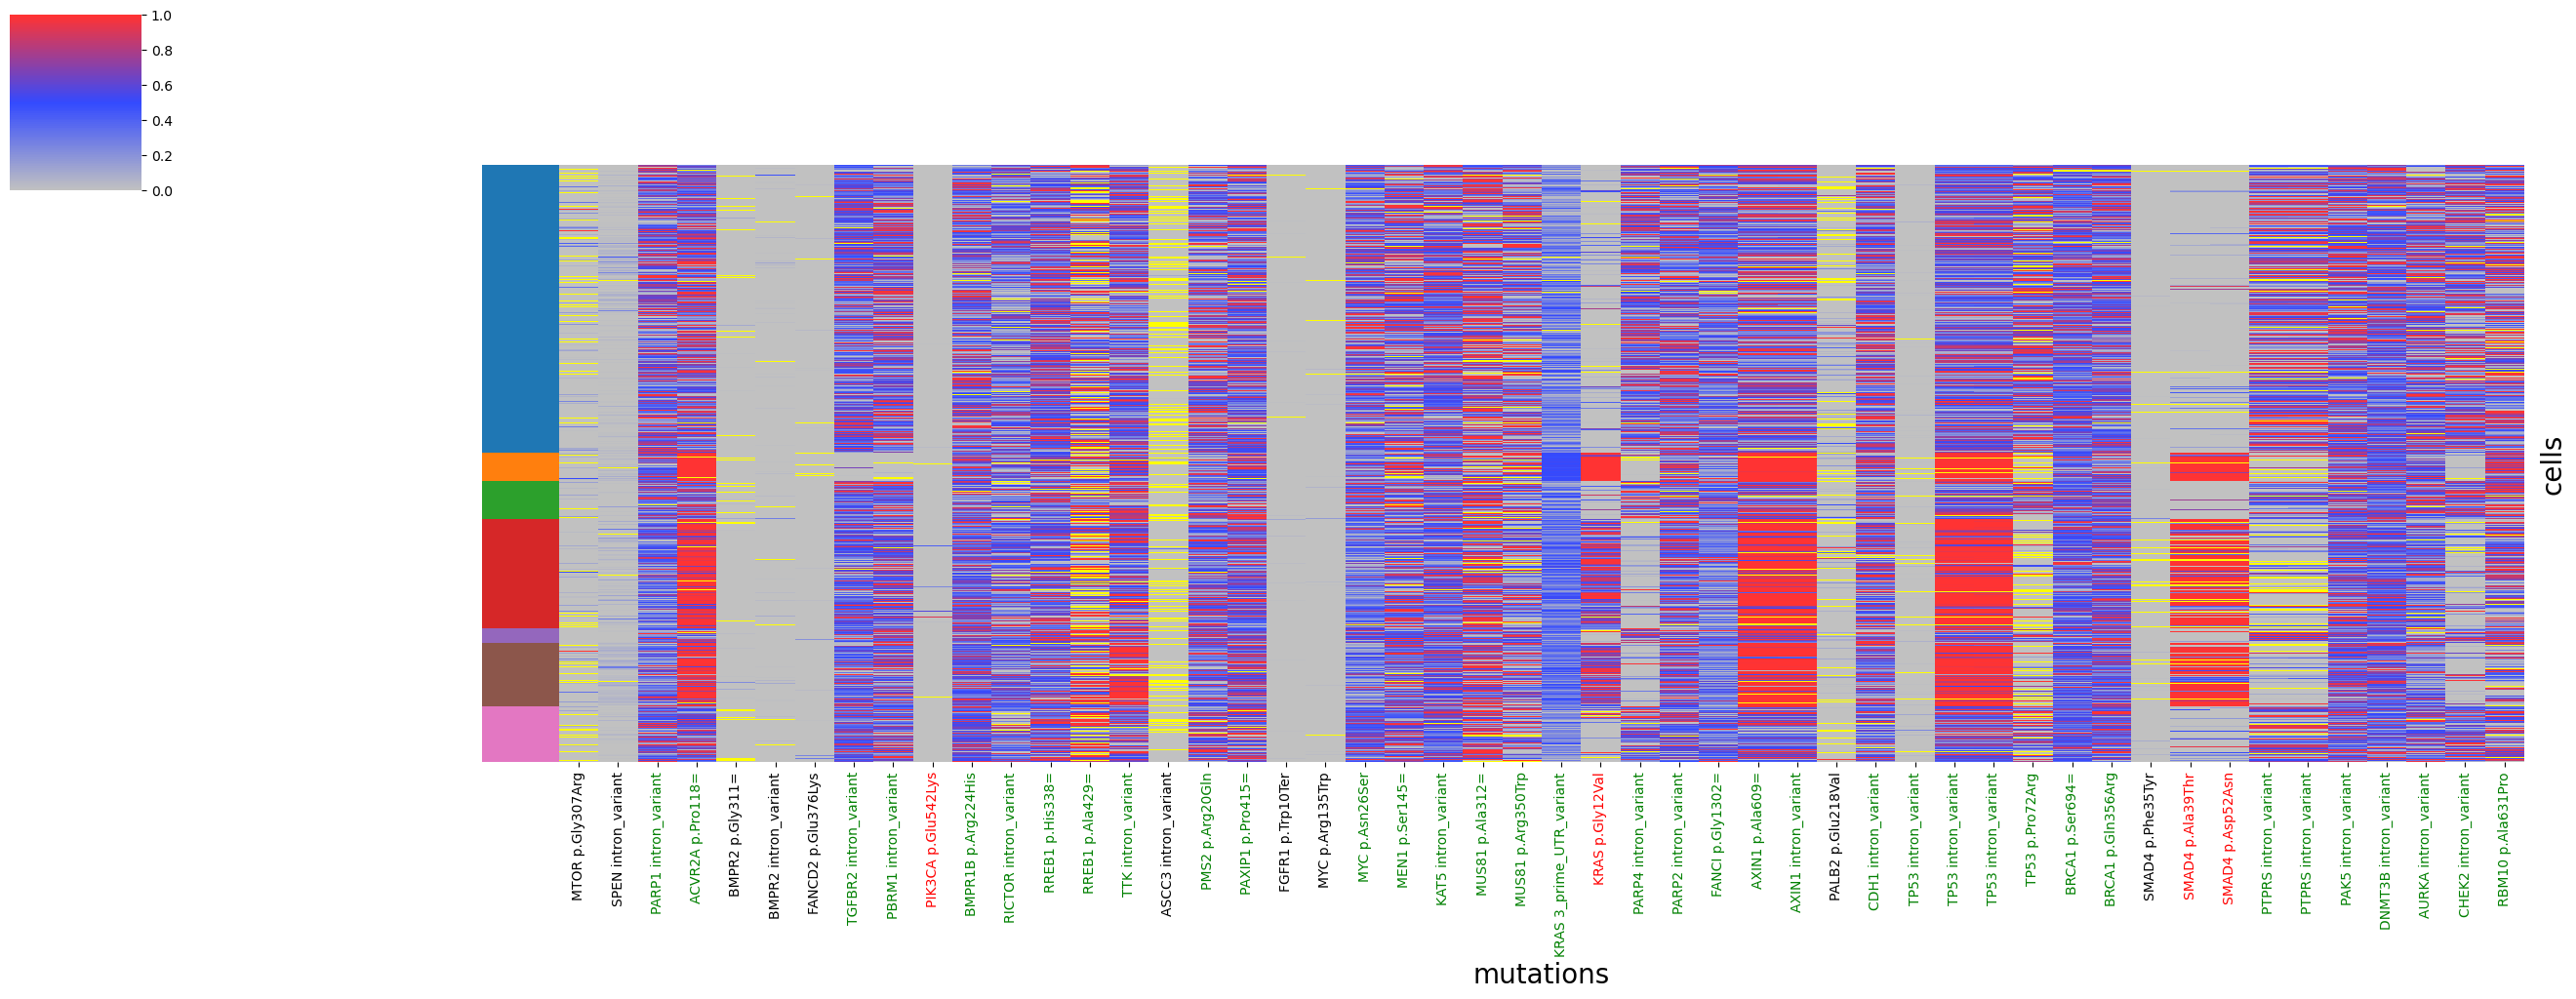 1.0
0.8
0.6
0.4
0.2
0.0
cells
MTOR p.Gly307Arg
SPEN intron_variant
PARP1 intron_variant
ACVR2A p.Pro118=
BMPR2 p.Gly311=
BMPR2 intron_variant
FANCD2 p.Glu376Lys
TGFBR2 intron_variant
PBRM1 intron_variant
PIK3CA p.Glu542Lys
BMPR1B p.Arg224His
RICTOR intron_variant
RREB1 p.His338=
RREB1 p.Ala429=
TTK intron_variant
ASCC3 intron_variant
PMS2 p.Arg20Gln
PAXIP1 p.Pro415=
FGFR1 p.Trp10Ter
MYC p.Arg135Trp
MYC p.Asn26Ser
MEN1 p.Ser145=
KAT5 intron_variant
MUS81 p.Ala312=
MUS81 p.Arg350Trp
KRAS 3_prime_UTR_variant
KRAS p.Gly12Val
PARP4 intron_variant
PARP2 intron_variant
FANCI p.Gly1302=
AXIN1 p.Ala609=
AXIN1 intron_variant
PALB2 p.Glu218Val
CDH1 intron_variant
TP53 intron_variant
TP53 intron_variant
TP53 intron_variant
TP53 p.Pro72Arg
BRCA1 p.Ser694=
BRCA1 p.Gln356Arg
SMAD4 p.Phe35Tyr
SMAD4 p.Ala39Thr
SMAD4 p.Asp52Asn
PTPRS intron_variant
PTPRS intron_variant
PAK5 intron_variant
DNMT3B intron_variant
AURKA intron_variant
CHEK2 intron_variant
RBM10 p.Ala631Pro
mutations